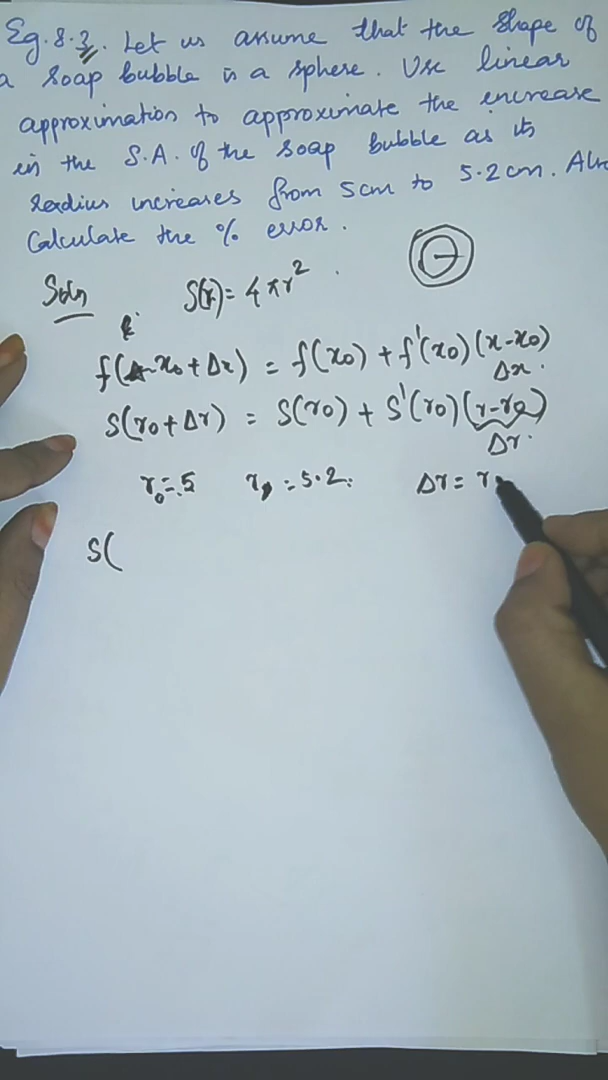 Eg. 8.3. Let us assume that the shape of
a soap bubble is a sphere. Use linear
approximation to approximate the increase
in the S.A. of the soap bubble as its
radius increases from 5cm to 5.2cm. Also
Calculate the % error.
Soln S(r) = 4πr²
f(x₀ + Δx) = f(x₀) + f'(x₀)(x-x₀)
Δx.
S(r₀ + Δr) = S(r₀) + S'(r₀)(r-r₀)
Δr.
r₀ = 5 r, = 5.2. Δr = r
S(